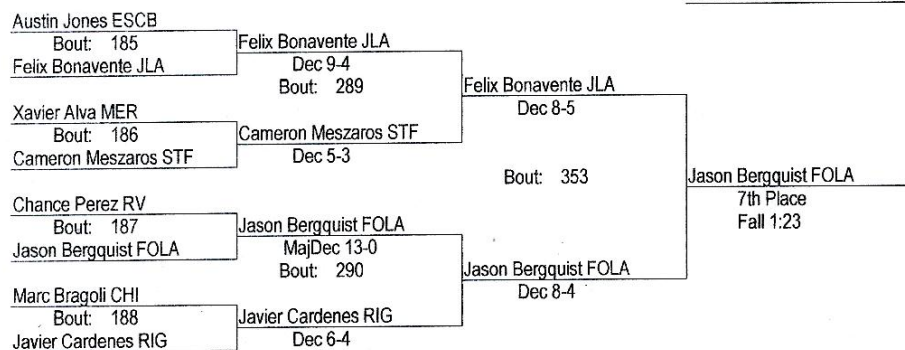 Austin Jones ESCB
Bout: 185
Felix Bonavente JLA
Felix Bonavente JLA
Dec 9-4
Bout: 289
Xavier Alva MER
Bout: 186
Cameron Meszaros STF
Cameron Meszaros STF
Dec 5-3
Felix Bonavente JLA
Dec 8-5
Bout: 353
Chance Perez RV
Bout: 187
Jason Bergquist FOLA
Jason Bergquist FOLA
MajDec 13-0
Bout: 290
Marc Bragoli CHI
Bout: 188
Javier Cardenes RIG
Javier Cardenes RIG
Dec 6-4
Jason Bergquist FOLA
Dec 8-4
Jason Bergquist FOLA
7th Place
Fall 1:23